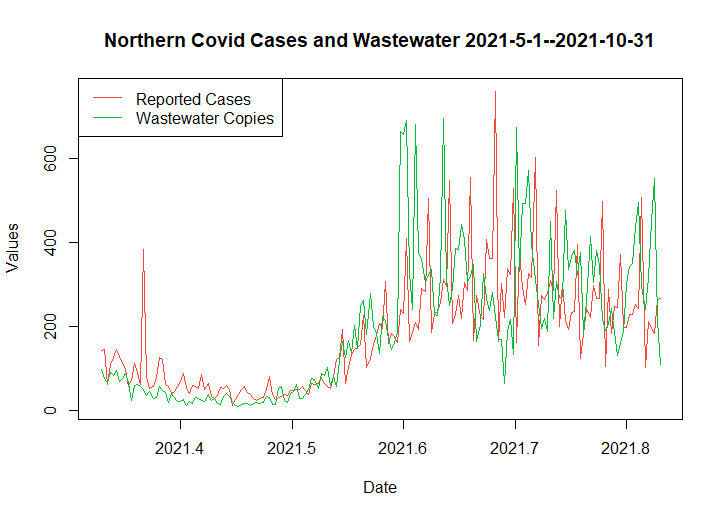 Northern Covid Cases and Wastewater 2021-5-1--2021-10-31
Reported Cases
Wastewater Copies
Values
600
400
200
0
2021.4 2021.5 2021.6 2021.7 2021.8
Date